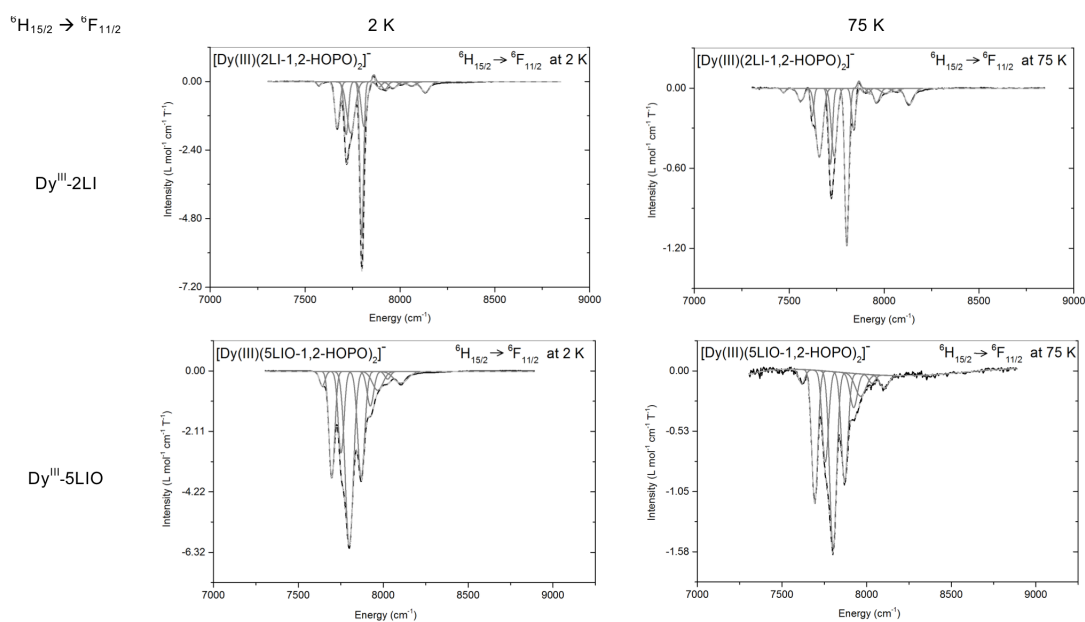 ⁶H₁₅/₂ → ⁶F₁₁/₂
2 K
75 K
[Dy(III)(2LI-1,2-HOPO)₂]⁻ ⁶H₁₅/₂ → ⁶F₁₁/₂ at 2 K
0.00
-2.40
-4.80
-7.20
Intensity (L mol⁻¹ cm⁻¹ T⁻¹)
7000 7500 8000 8500 9000
Energy (cm⁻¹)
[Dy(III)(2LI-1,2-HOPO)₂]⁻ ⁶H₁₅/₂ → ⁶F₁₁/₂ at 75 K
0.00
-0.60
-1.20
Intensity (L mol⁻¹ cm⁻¹ T⁻¹)
7000 7500 8000 8500 9000
Energy (cm⁻¹)
Dyᴵᴵᴵ-2LI
[Dy(III)(5LIO-1,2-HOPO)₂]⁻ ⁶H₁₅/₂ → ⁶F₁₁/₂ at 2 K
0.00
-2.11
-4.22
-6.32
Intensity (L mol⁻¹ cm⁻¹ T⁻¹)
7000 7500 8000 8500 9000
Energy (cm⁻¹)
[Dy(III)(5LIO-1,2-HOPO)₂]⁻ ⁶H₁₅/₂ → ⁶F₁₁/₂ at 75 K
0.00
-0.53
-1.05
-1.58
Intensity (L mol⁻¹ cm⁻¹ T⁻¹)
7000 7500 8000 8500 9000
Energy (cm⁻¹)
Dyᴵᴵᴵ-5LIO